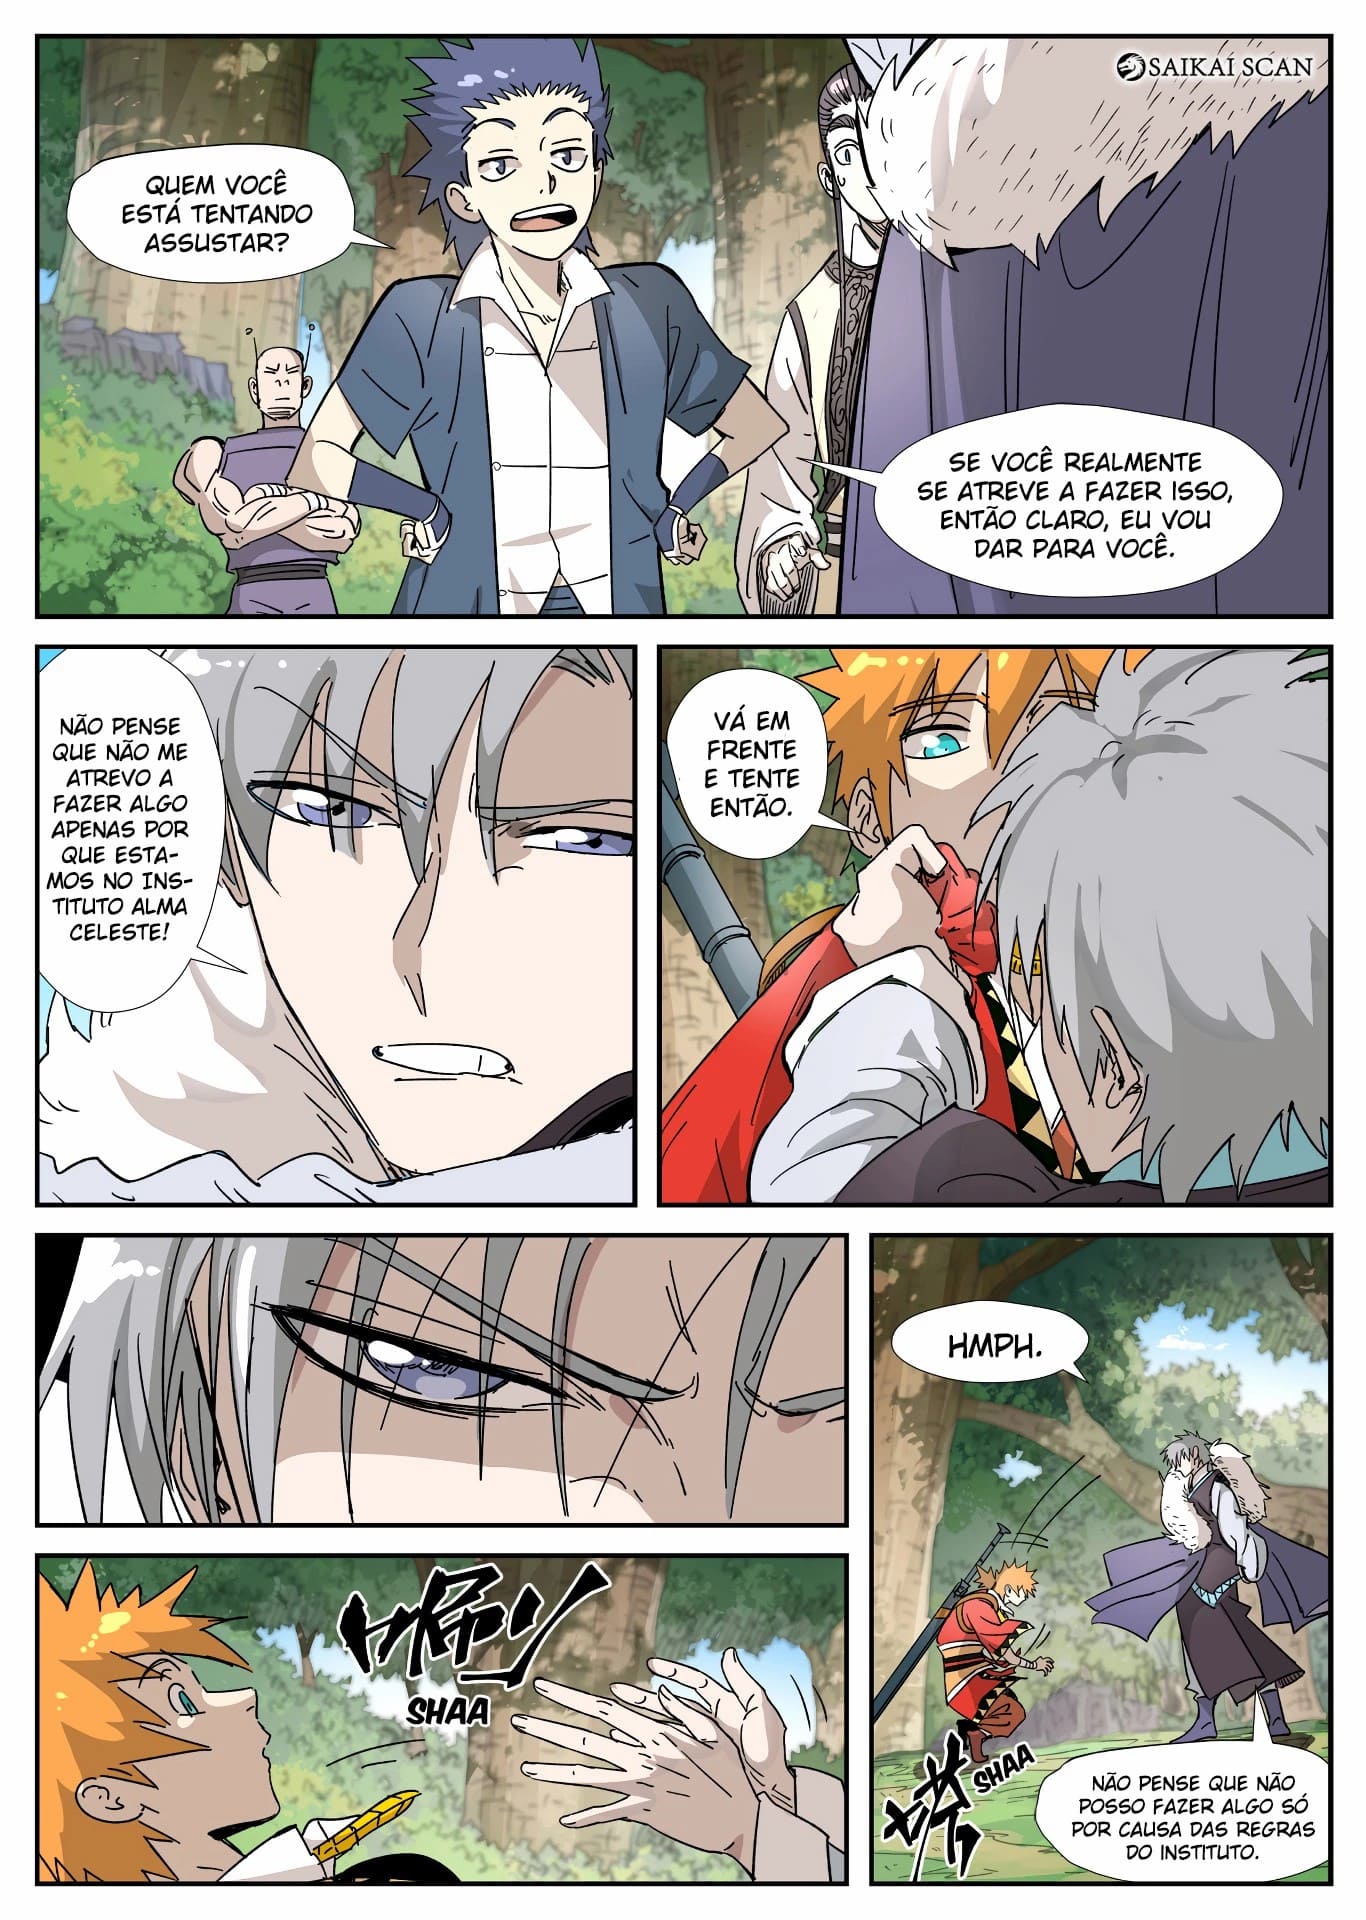 SAIKAI SCAN
QUEM VOCÊ
ESTÁ TENTANDO
ASSUSTAR?
SE VOCÊ REALMENTE
SE ATREVE A FAZER ISSO,
ENTÃO CLARO, EU VOU
DAR PARA VOCÊ.
NÃO PENSE
QUE NÃO ME
ATREVO A
FAZER ALGO
APENAS POR
QUE ESTA-
MOS NO INS-
TITUTO ALMA
CELESTE!
VÁ EM
FRENTE
E TENTE
ENTÃO.
HMPH.
SHAA
SHAA
NÃO PENSE QUE NÃO
POSSO FAZER ALGO SÓ
POR CAUSA DAS REGRAS
DO INSTITUTO.